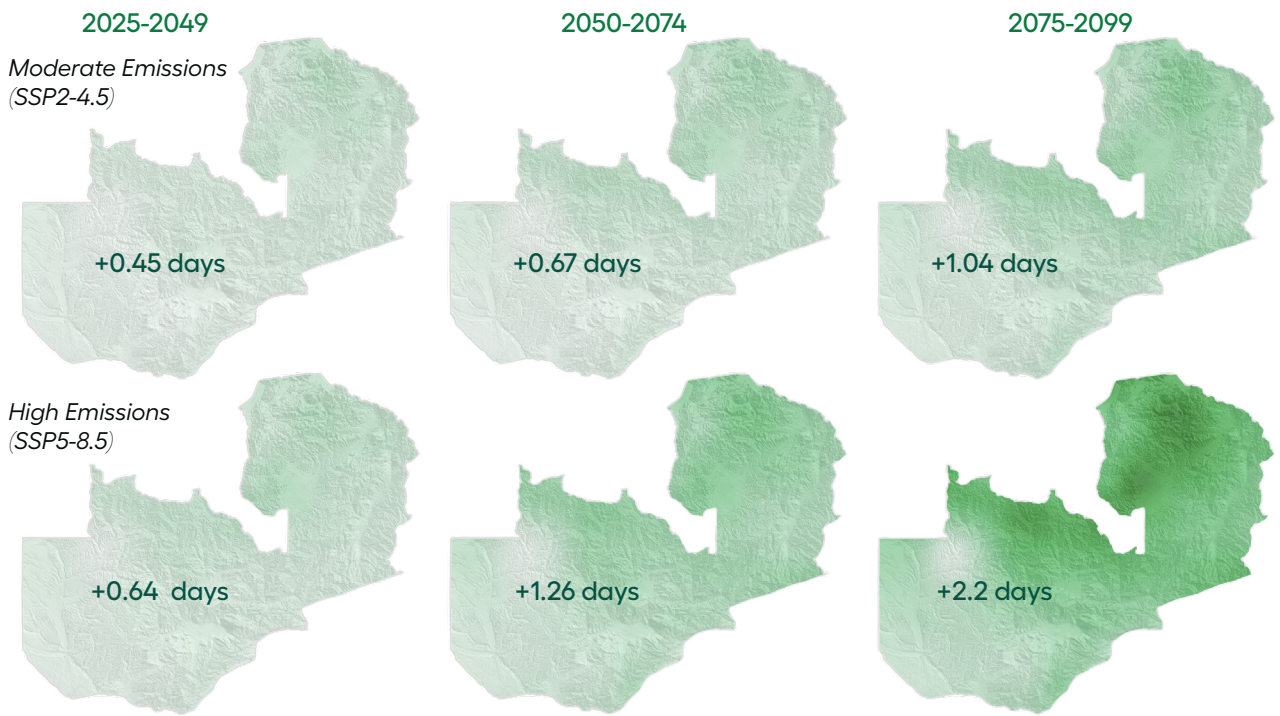 2025-2049
2050-2074
2075-2099
Moderate Emissions
(SSP2-4.5)
+0.45 days
+0.67 days
+1.04 days
High Emissions
(SSP5-8.5)
+0.64 days
+1.26 days
+2.2 days